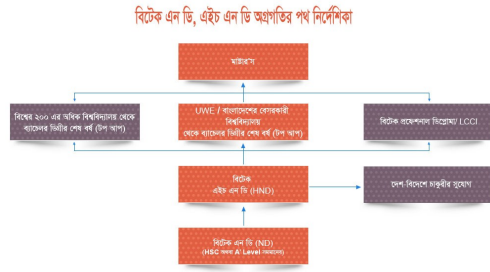 বিটেক এন ডি, এইচ এন ডি অগ্রগতির পথ নির্দেশিকা
মাষ্টার'স
বিশ্বের ২০০ এর অধিক বিশ্ববিদ্যালয় থেকে
ব্যাচেলর ডিগ্রীর শেষ বর্ষ (টপ আপ)
UWE / বাংলাদেশের বেসরকারী
বিশ্ববিদ্যালয়
থেকে ব্যাচেলর ডিগ্রীর শেষ বর্ষ (টপ আপ)
বিটেক প্রফেশনাল ডিপ্লোমা/ LCCI
বিটেক
এইচ এন ডি (HND)
দেশ-বিদেশে চাকুরীর সুযোগ
বিটেক এন ডি (ND)
(HSC অথবা A' Level সমমানের)